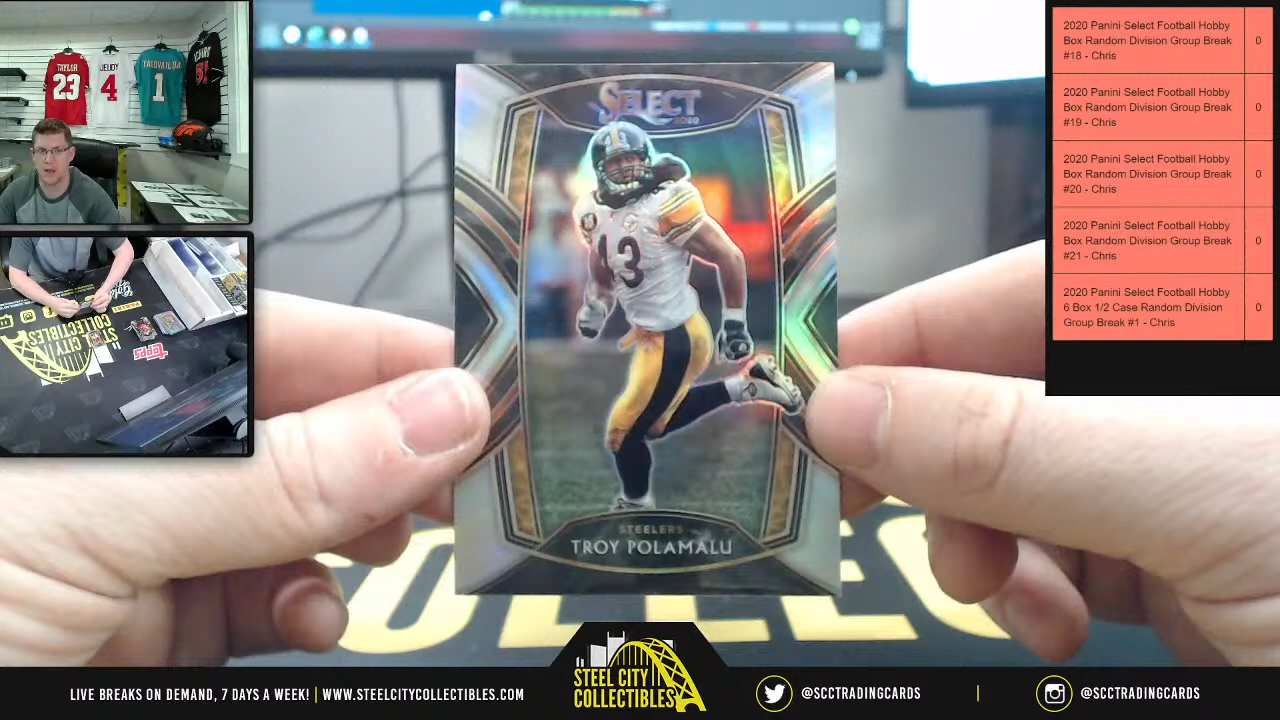 TAYLOR
23
JEUDY
4
TAGOVAILOA
1
STEEL CITY
COLLECTIBLES
Topps
SELECT
2020
43
STEELERS
TROY POLAMALU
COLLEC
2020 Panini Select Football Hobby
Box Random Division Group Break
#18 - Chris
0
2020 Panini Select Football Hobby
Box Random Division Group Break
#19 - Chris
0
2020 Panini Select Football Hobby
Box Random Division Group Break
#20 - Chris
0
2020 Panini Select Football Hobby
Box Random Division Group Break
#21 - Chris
0
2020 Panini Select Football Hobby
6 Box 1/2 Case Random Division
Group Break #1 - Chris
0
LIVE BREAKS ON DEMAND, 7 DAYS A WEEK! | WWW.STEELCITYCOLLECTIBLES.COM
STEEL CITY
COLLECTIBLES
@SCCTRADINGCARDS | @SCCTRADINGCARDS